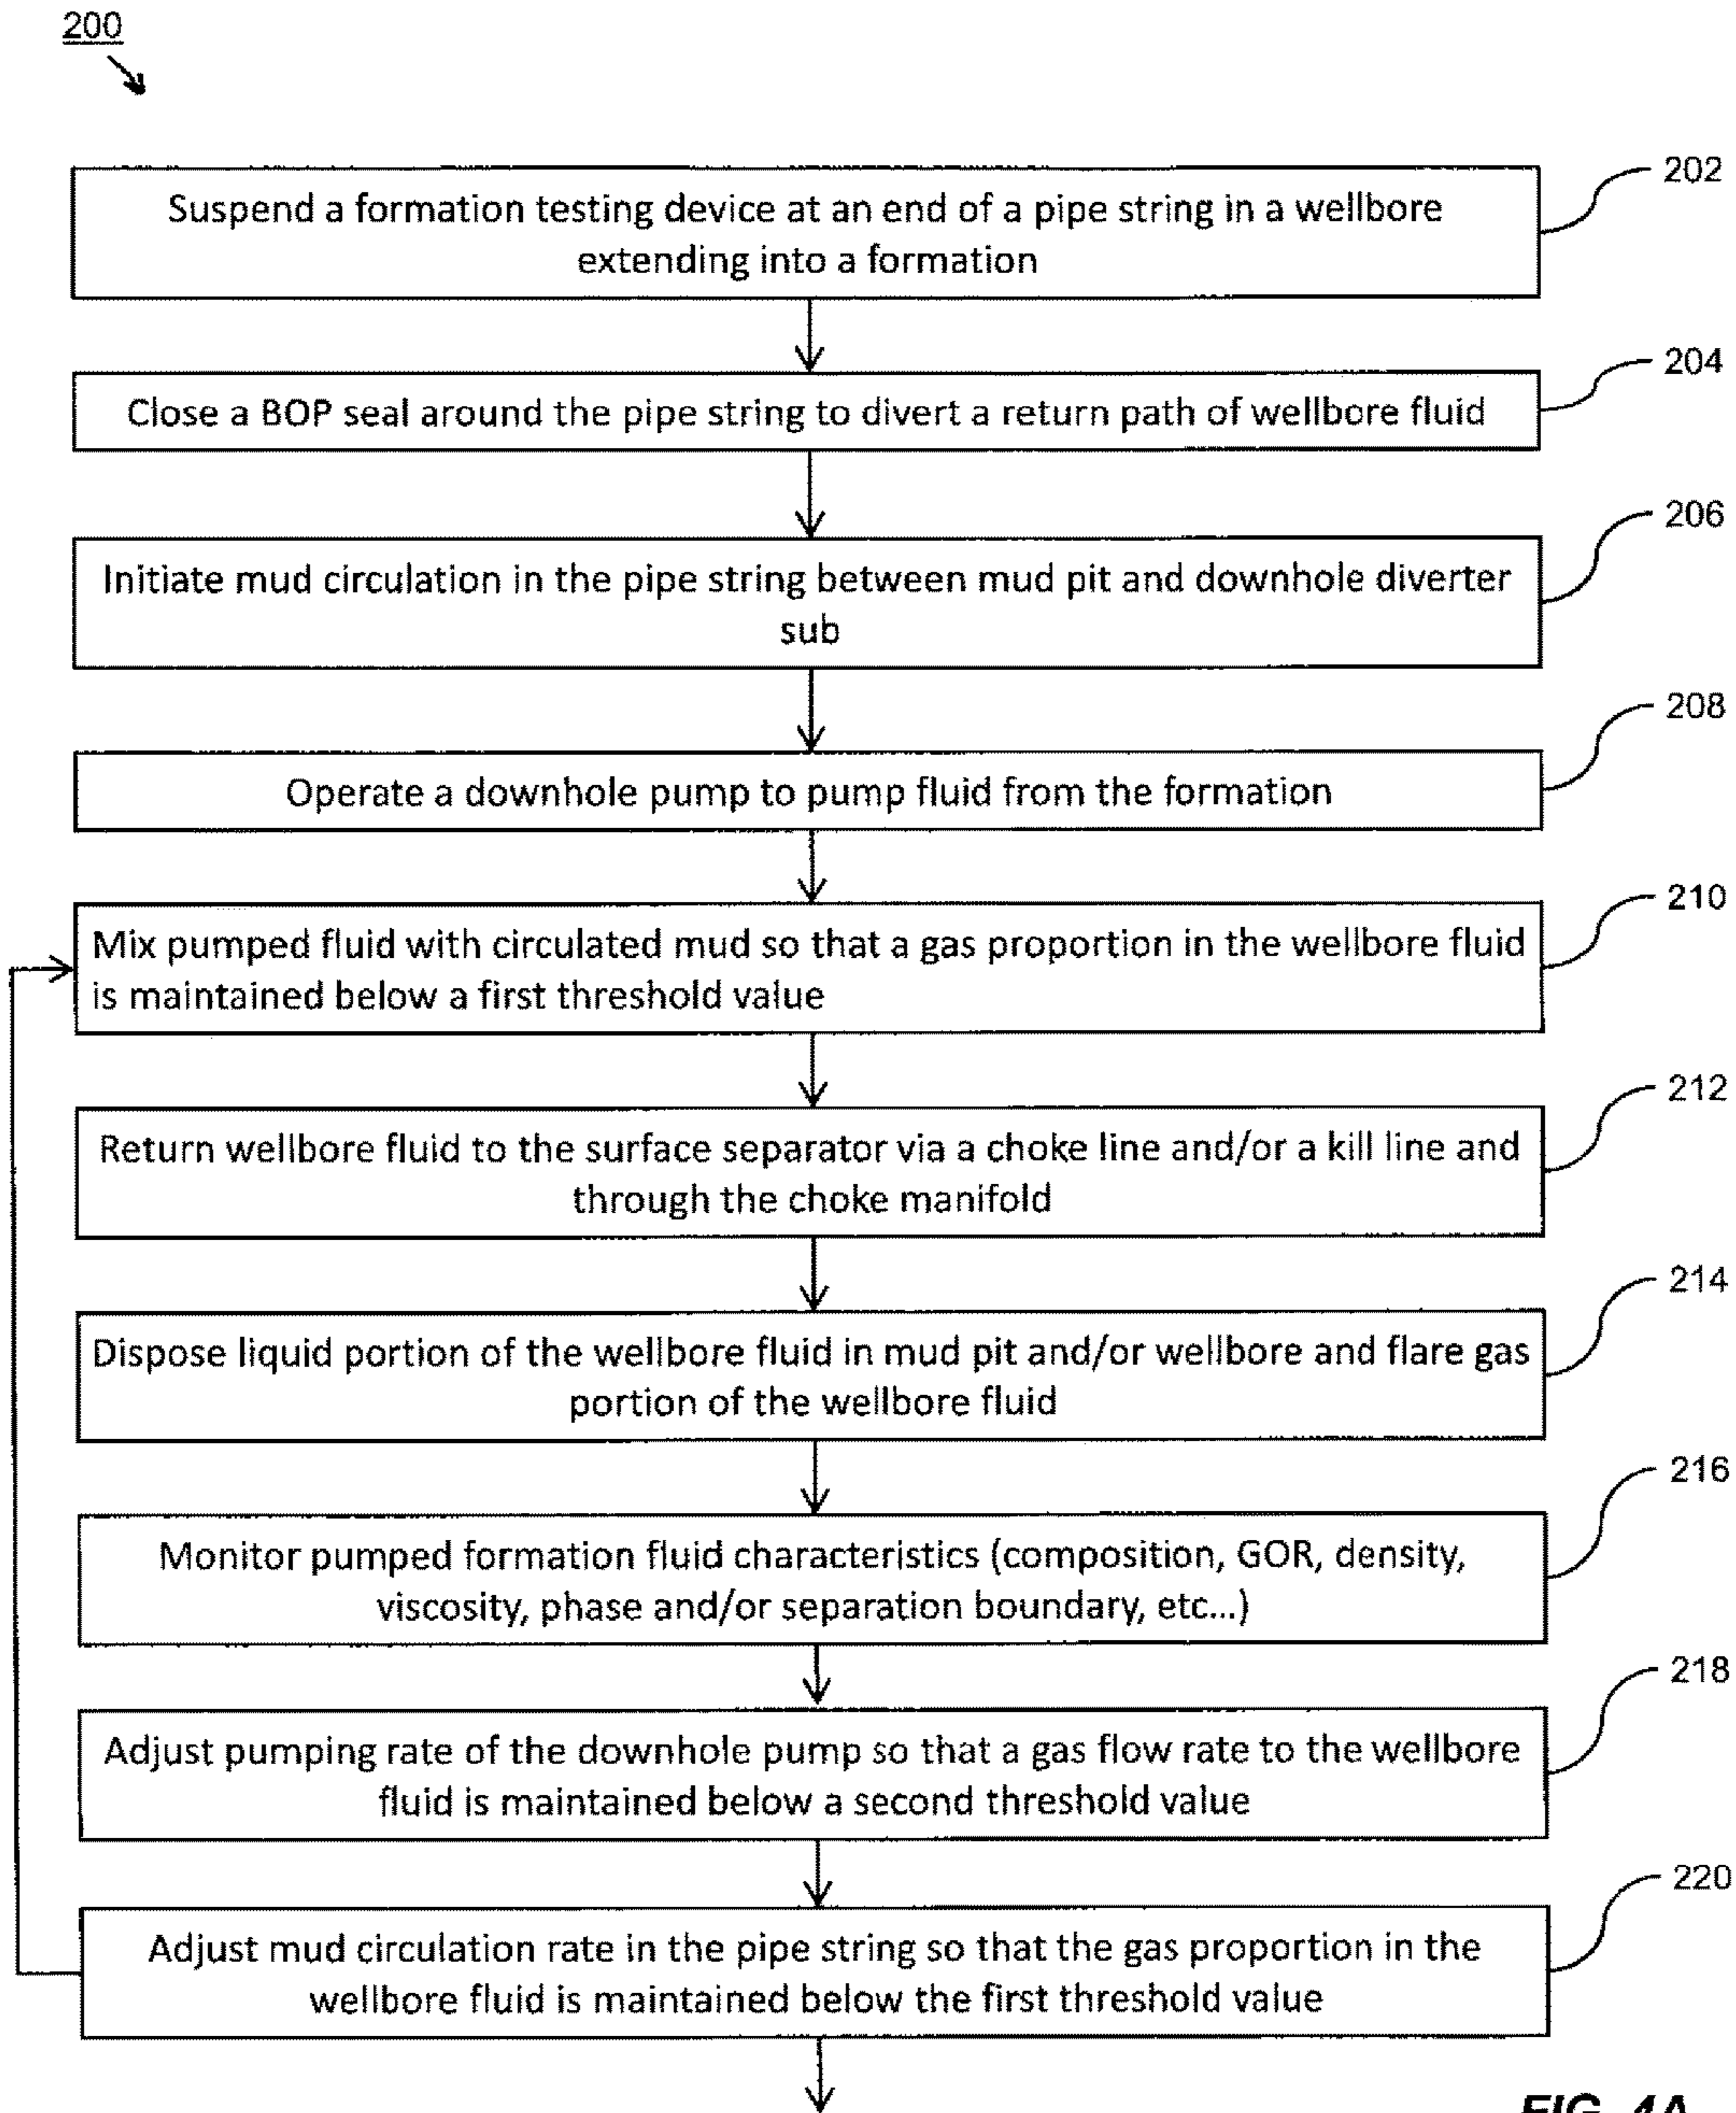 200
202
Suspend a formation testing device at an end of a pipe string in a wellbore
extending into a formation
204
Close a BOP seal around the pipe string to divert a return path of wellbore fluid
206
Initiate mud circulation in the pipe string between mud pit and downhole diverter
sub
208
Operate a downhole pump to pump fluid from the formation
210
Mix pumped fluid with circulated mud so that a gas proportion in the wellbore fluid
is maintained below a first threshold value
212
Return wellbore fluid to the surface separator via a choke line and/or a kill line and
through the choke manifold
214
Dispose liquid portion of the wellbore fluid in mud pit and/or wellbore and flare gas
portion of the wellbore fluid
216
Monitor pumped formation fluid characteristics (composition, GOR, density,
viscosity, phase and/or separation boundary, etc...)
218
Adjust pumping rate of the downhole pump so that a gas flow rate to the wellbore
fluid is maintained below a second threshold value
220
Adjust mud circulation rate in the pipe string so that the gas proportion in the
wellbore fluid is maintained below the first threshold value
FIG. 4A